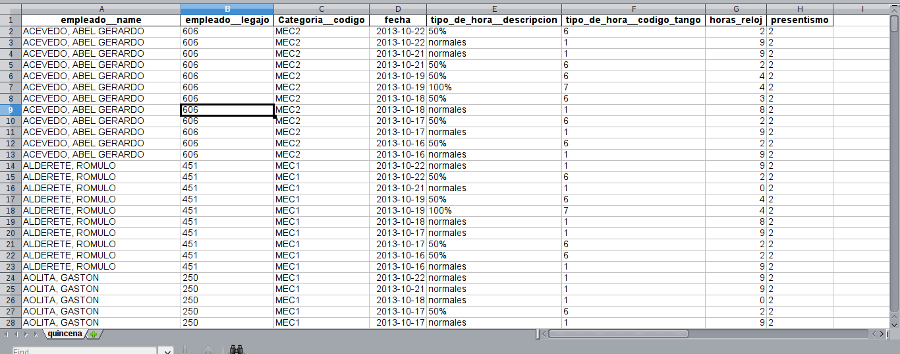 A B C D E F G H I
1 empleado__name empleado__legajo Categoria__codigo fecha tipo_de_hora__descripcion tipo_de_hora__codigo_tango horas_reloj presentismo
2 ACEVEDO, ABEL GERARDO 606 MEC2 2013-10-22 50% 6 2 2
3 ACEVEDO, ABEL GERARDO 606 MEC2 2013-10-22 normales 1 9 2
4 ACEVEDO, ABEL GERARDO 606 MEC2 2013-10-21 normales 1 9 2
5 ACEVEDO, ABEL GERARDO 606 MEC2 2013-10-21 50% 6 2 2
6 ACEVEDO, ABEL GERARDO 606 MEC2 2013-10-19 50% 6 4 2
7 ACEVEDO, ABEL GERARDO 606 MEC2 2013-10-19 100% 7 4 2
8 ACEVEDO, ABEL GERARDO 606 MEC2 2013-10-18 50% 6 3 2
9 ACEVEDO, ABEL GERARDO 606 MEC2 2013-10-18 normales 1 8 2
10 ACEVEDO, ABEL GERARDO 606 MEC2 2013-10-17 50% 6 2 2
11 ACEVEDO, ABEL GERARDO 606 MEC2 2013-10-17 normales 1 9 2
12 ACEVEDO, ABEL GERARDO 606 MEC2 2013-10-16 50% 6 2 2
13 ACEVEDO, ABEL GERARDO 606 MEC2 2013-10-16 normales 1 9 2
14 ALDERETE, ROMULO 451 MEC1 2013-10-22 normales 1 9 2
15 ALDERETE, ROMULO 451 MEC1 2013-10-22 50% 6 2 2
16 ALDERETE, ROMULO 451 MEC1 2013-10-21 normales 1 0 2
17 ALDERETE, ROMULO 451 MEC1 2013-10-19 50% 6 4 2
18 ALDERETE, ROMULO 451 MEC1 2013-10-19 100% 7 4 2
19 ALDERETE, ROMULO 451 MEC1 2013-10-18 normales 1 8 2
20 ALDERETE, ROMULO 451 MEC1 2013-10-17 normales 1 9 2
21 ALDERETE, ROMULO 451 MEC1 2013-10-17 50% 6 2 2
22 ALDERETE, ROMULO 451 MEC1 2013-10-16 50% 6 2 2
23 ALDERETE, ROMULO 451 MEC1 2013-10-16 normales 1 9 2
24 AOLITA, GASTON 250 MEC1 2013-10-22 normales 1 9 2
25 AOLITA, GASTON 250 MEC1 2013-10-21 normales 1 9 2
26 AOLITA, GASTON 250 MEC1 2013-10-18 normales 1 0 2
27 AOLITA, GASTON 250 MEC1 2013-10-17 50% 6 2 2
28 AOLITA, GASTON 250 MEC1 2013-10-17 normales 1 9 2
quincena
Find